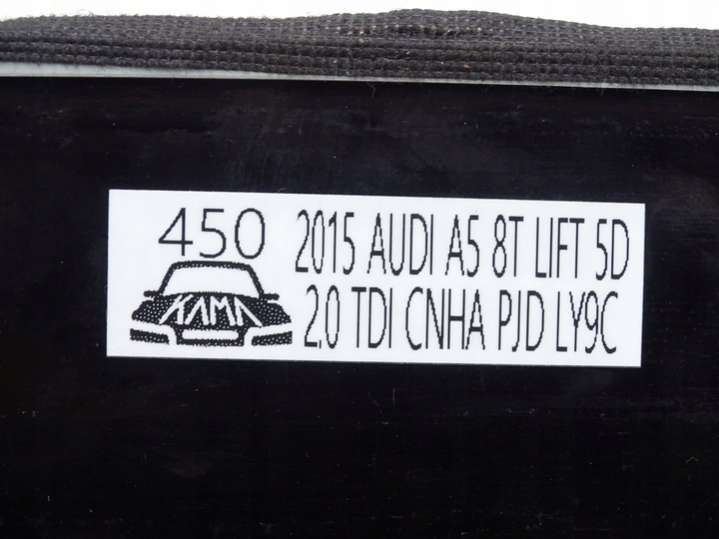 450
KAMA
2015 AUDI A5 8T LIFT 5D
2.0 TDI CNHA PJD LY9C